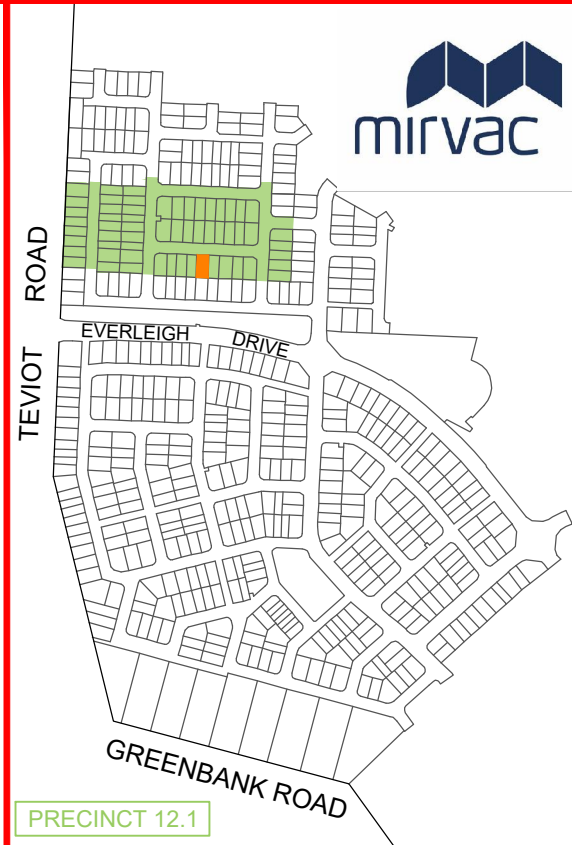 mirvac
TEVIOT ROAD
EVERLEIGH DRIVE
GREENBANK ROAD
PRECINCT 12.1